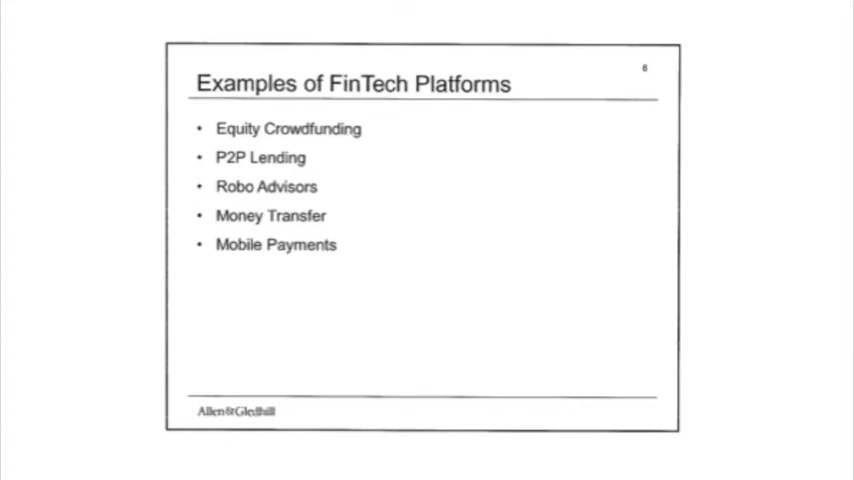 6
Examples of FinTech Platforms
• Equity Crowdfunding
• P2P Lending
• Robo Advisors
• Money Transfer
• Mobile Payments
Allen&Gledhill